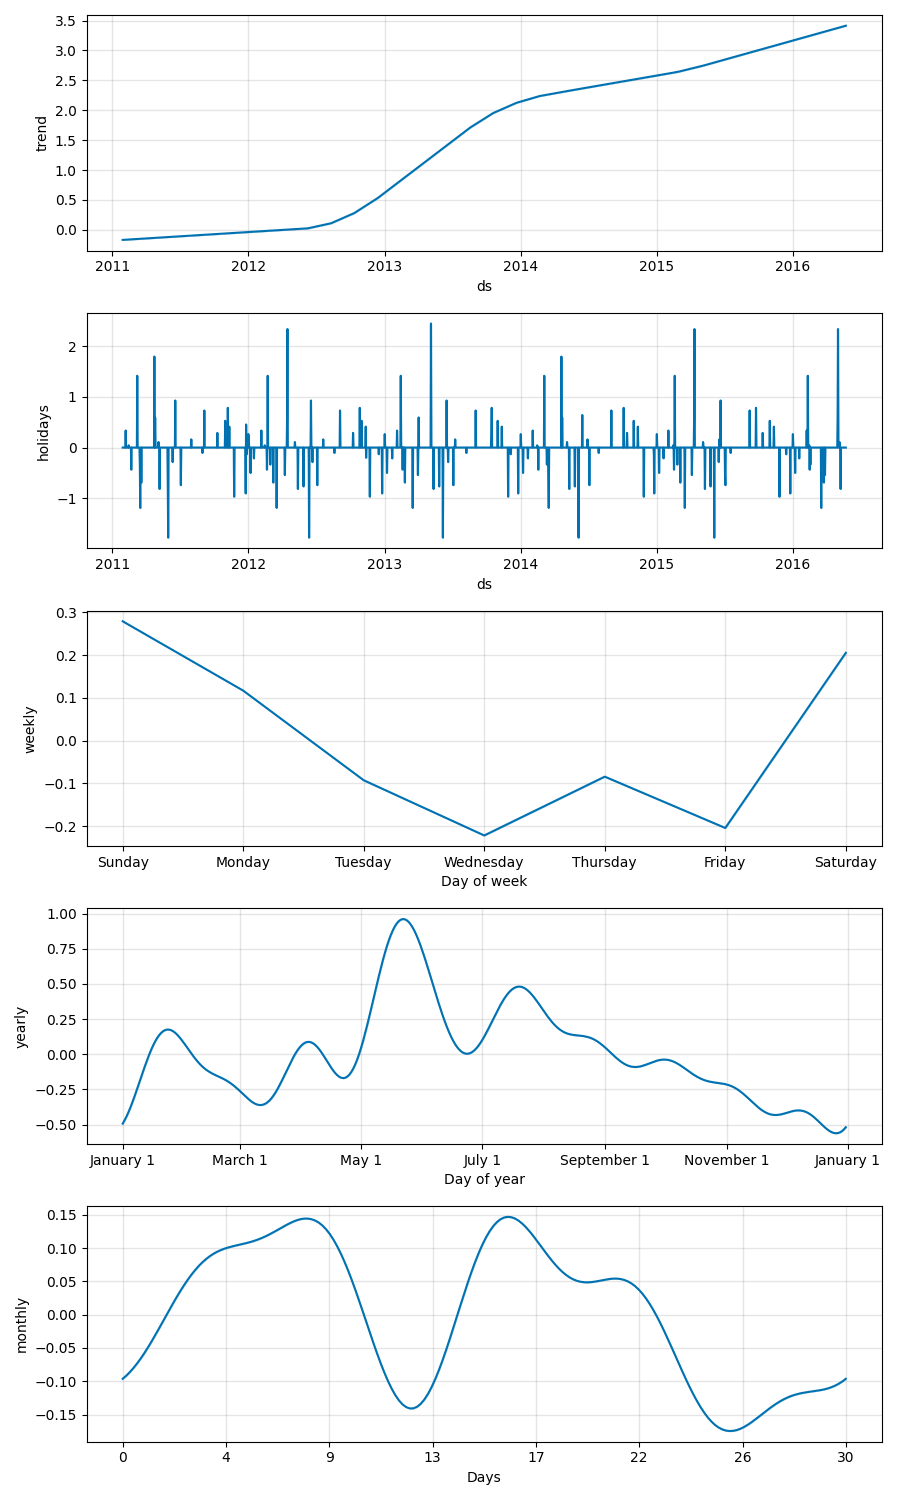 3.5
3.0
2.5
2.0
1.5
1.0
0.5
0.0
trend
2011 2012 2013 2014 2015 2016
ds
2
1
0
−1
holidays
2011 2012 2013 2014 2015 2016
ds
0.3
0.2
0.1
0.0
−0.1
−0.2
weekly
Sunday Monday Tuesday Wednesday Thursday Friday Saturday
Day of week
1.00
0.75
0.50
0.25
0.00
−0.25
−0.50
yearly
January 1 March 1 May 1 July 1 September 1 November 1 January 1
Day of year
0.15
0.10
0.05
0.00
−0.05
−0.10
−0.15
monthly
0 4 9 13 17 22 26 30
Days